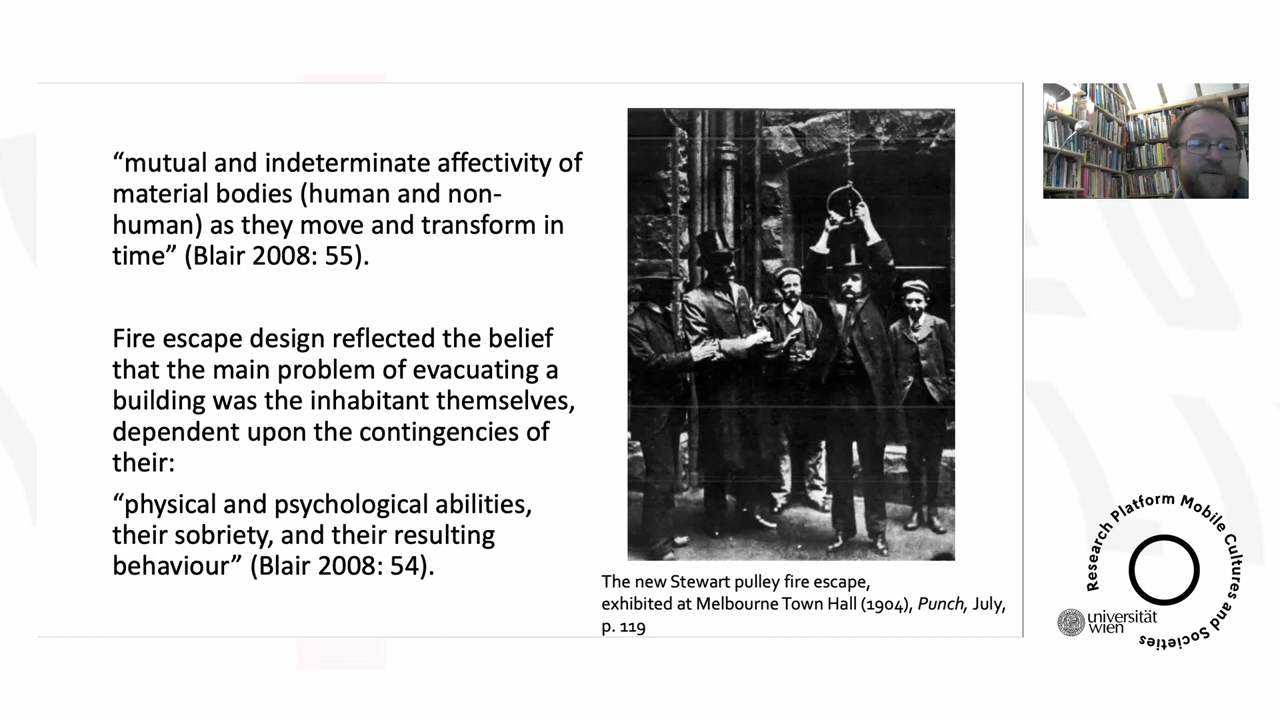 “mutual and indeterminate affectivity of
material bodies (human and non-
human) as they move and transform in
time” (Blair 2008: 55).
Fire escape design reflected the belief
that the main problem of evacuating a
building was the inhabitant themselves,
dependent upon the contingencies of
their:
“physical and psychological abilities,
their sobriety, and their resulting
behaviour” (Blair 2008: 54).
The new Stewart pulley fire escape,
exhibited at Melbourne Town Hall (1904), Punch, July,
p. 119
Research Platform Mobile Cultures and Societies
universität
wien